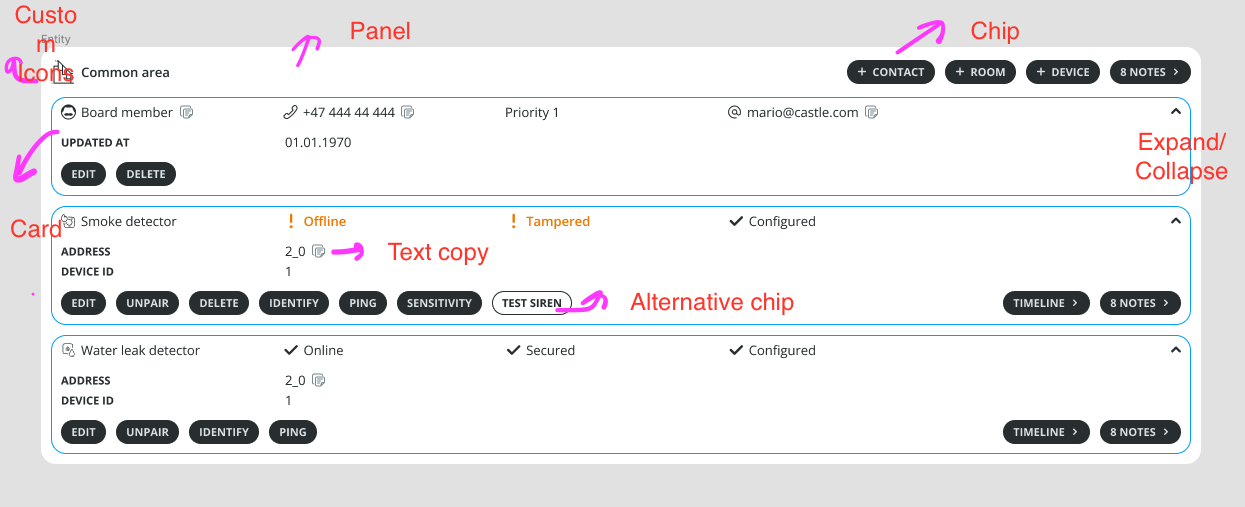 Custom Icons
Panel
Chip
Entity
Common area
+ CONTACT
+ ROOM
+ DEVICE
8 NOTES >
Board member
+47 444 44 444
Priority 1
mario@castle.com
UPDATED AT
01.01.1970
Expand/
Collapse
EDIT
DELETE
Card
Smoke detector
! Offline
! Tampered
Configured
ADDRESS
2_0
Text copy
DEVICE ID
1
EDIT
UNPAIR
DELETE
IDENTIFY
PING
SENSITIVITY
TEST SIREN
Alternative chip
TIMELINE >
8 NOTES >
Water leak detector
Online
Secured
Configured
ADDRESS
2_0
DEVICE ID
1
EDIT
UNPAIR
IDENTIFY
PING
TIMELINE >
8 NOTES >